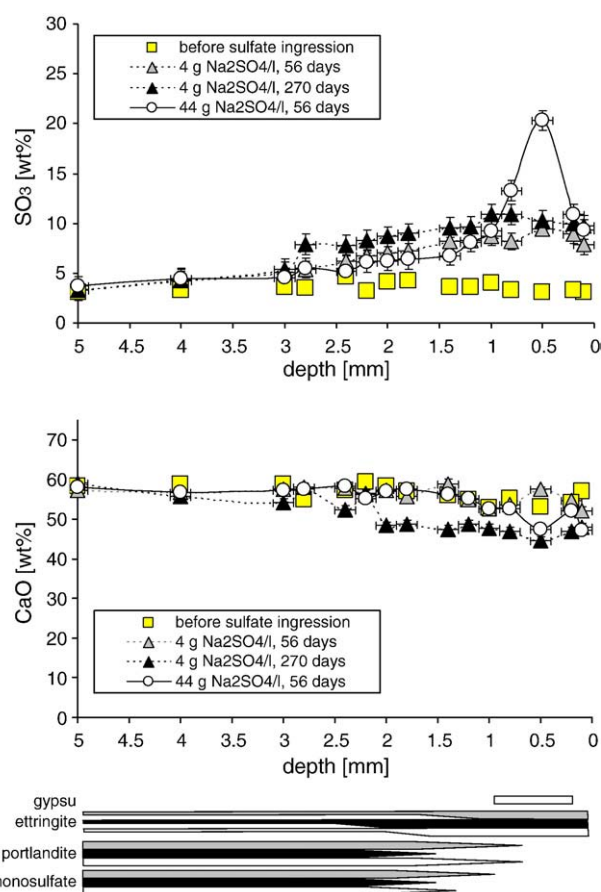 30
25
20
15
10
5
0
SO3 [wt%]
before sulfate ingression
4 g Na2SO4/l, 56 days
4 g Na2SO4/l, 270 days
44 g Na2SO4/l, 56 days
5 4.5 4 3.5 3 2.5 2 1.5 1 0.5 0
depth [mm]
70
60
50
40
30
20
10
0
CaO [wt%]
before sulfate ingression
4 g Na2SO4/l, 56 days
4 g Na2SO4/l, 270 days
44 g Na2SO4/l, 56 days
5 4.5 4 3.5 3 2.5 2 1.5 1 0.5 0
depth [mm]
gypsu
ettringite
portlandite
monosulfate